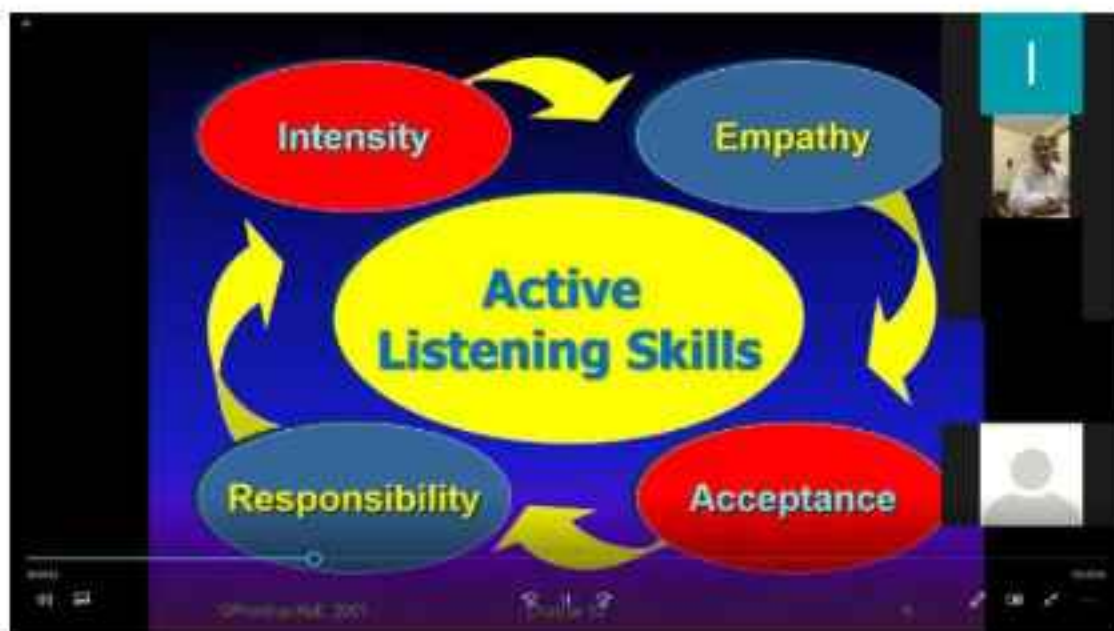 Intensity
Empathy
Active
Listening Skills
Responsibility
Acceptance